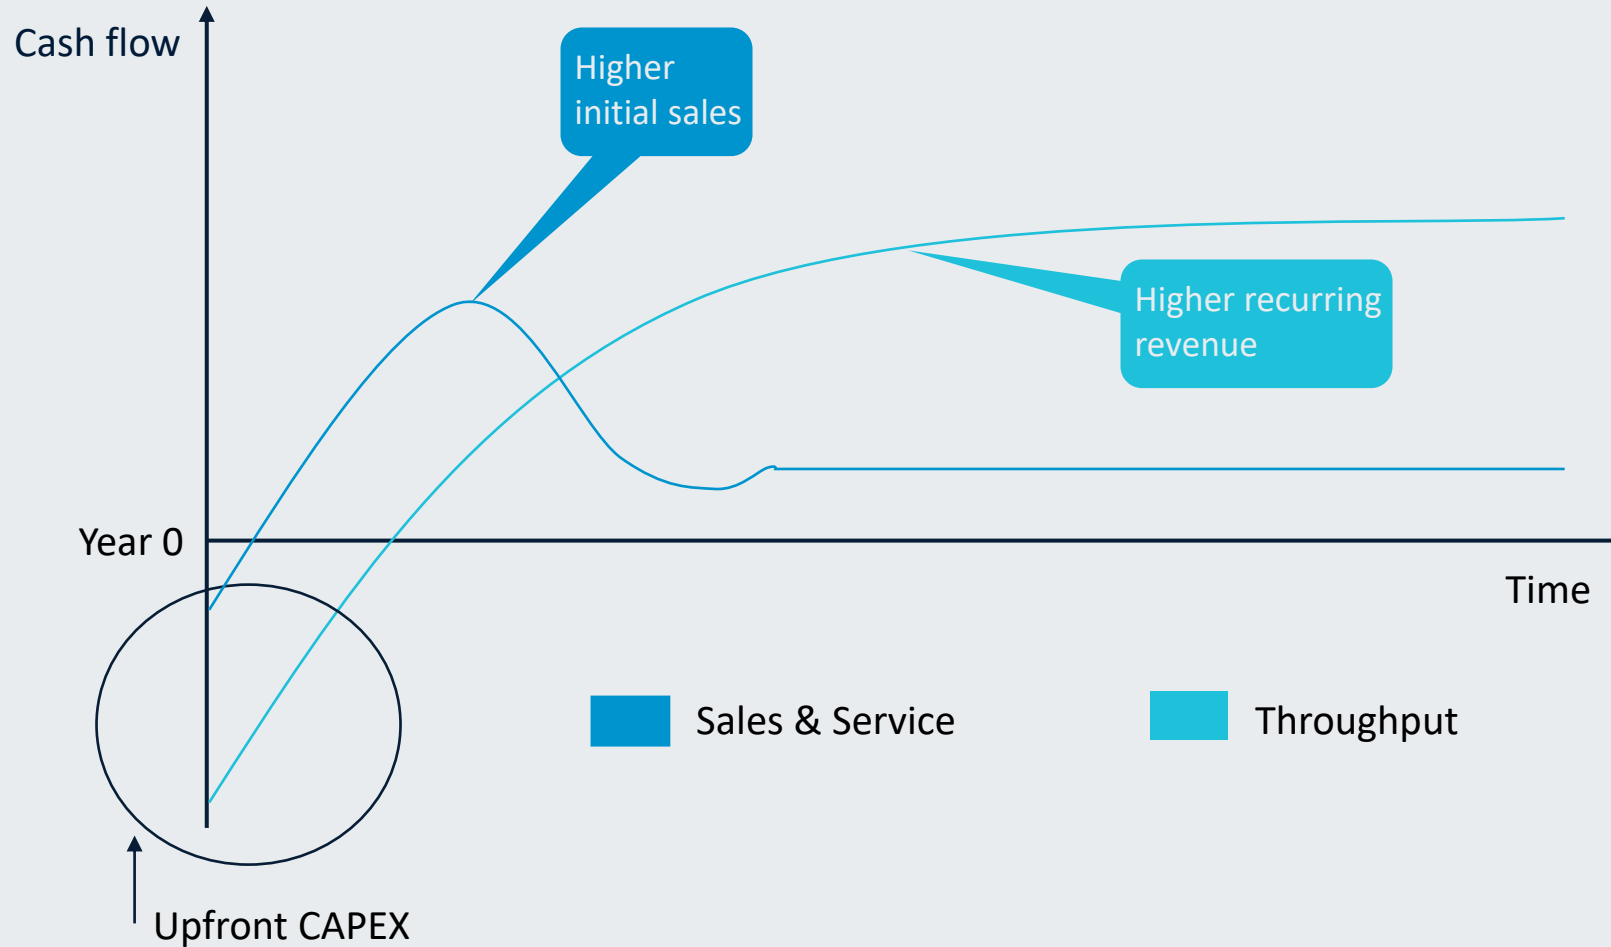 Cash flow
Higher
initial sales
Higher recurring
revenue
Year 0
Time
Sales & Service
Throughput
Upfront CAPEX